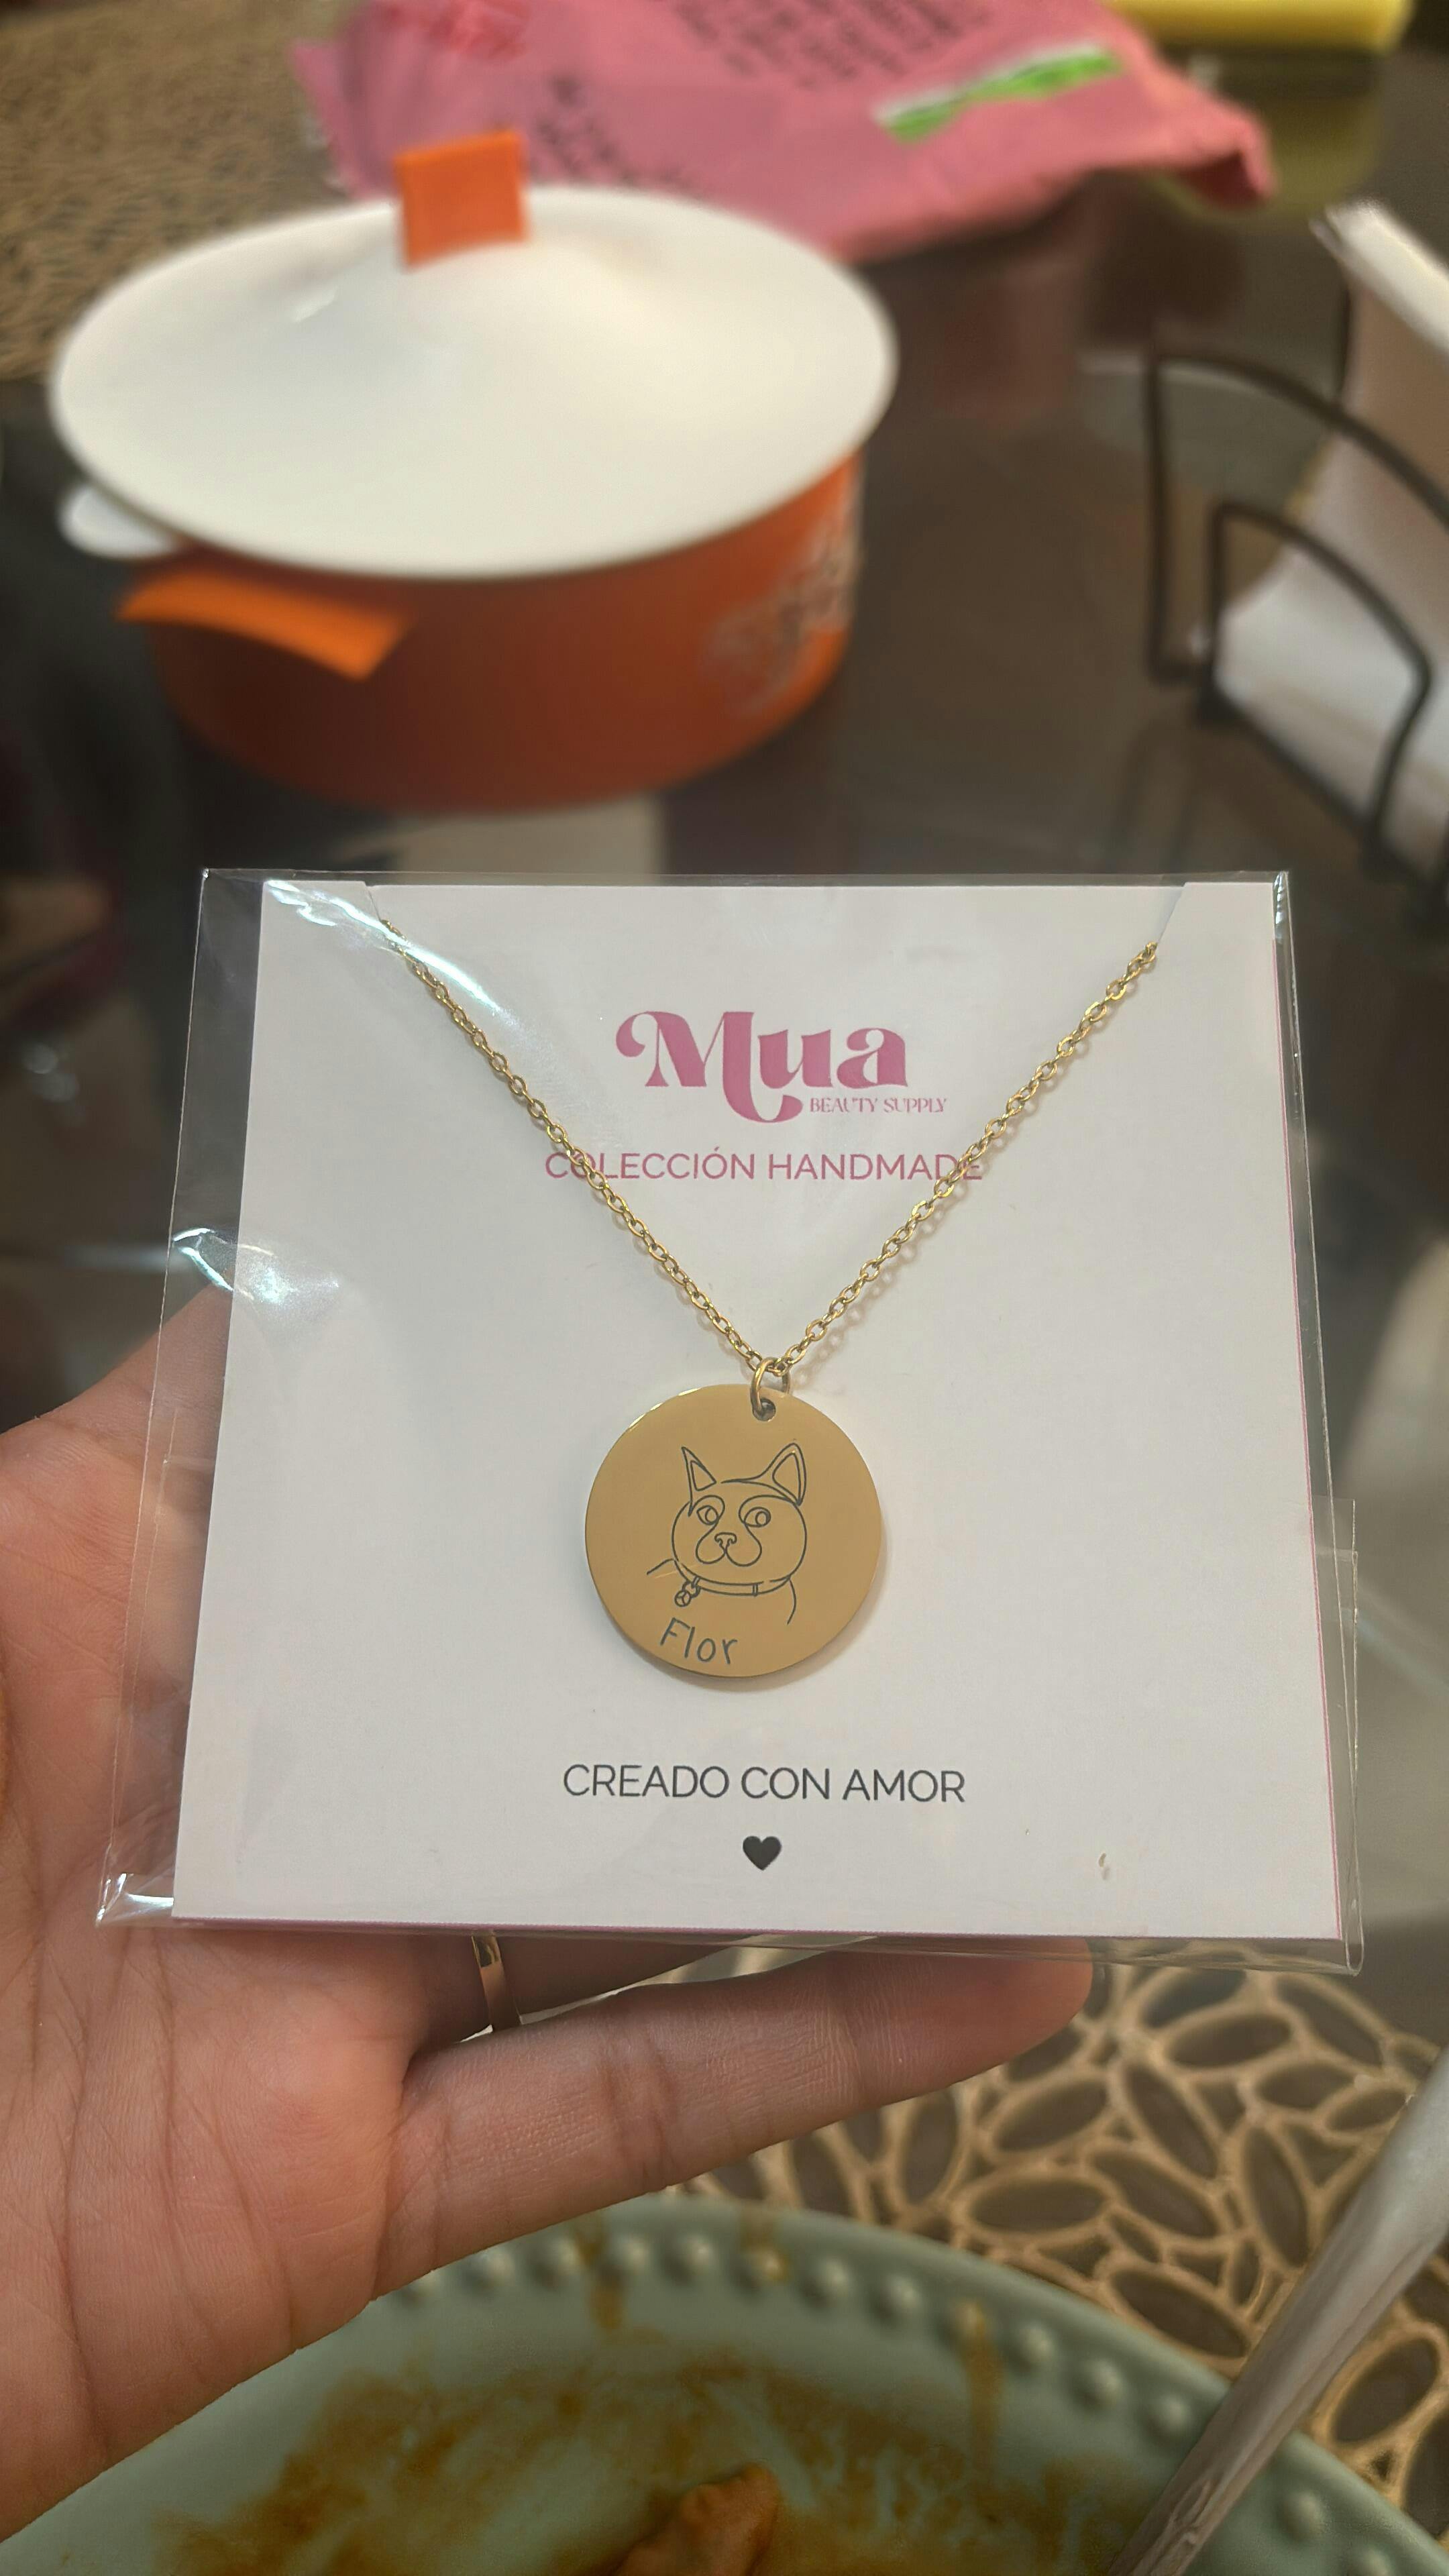 Mua
BEAUTY SUPPLY
COLECCIÓN HANDMADE
Flor
CREADO CON AMOR